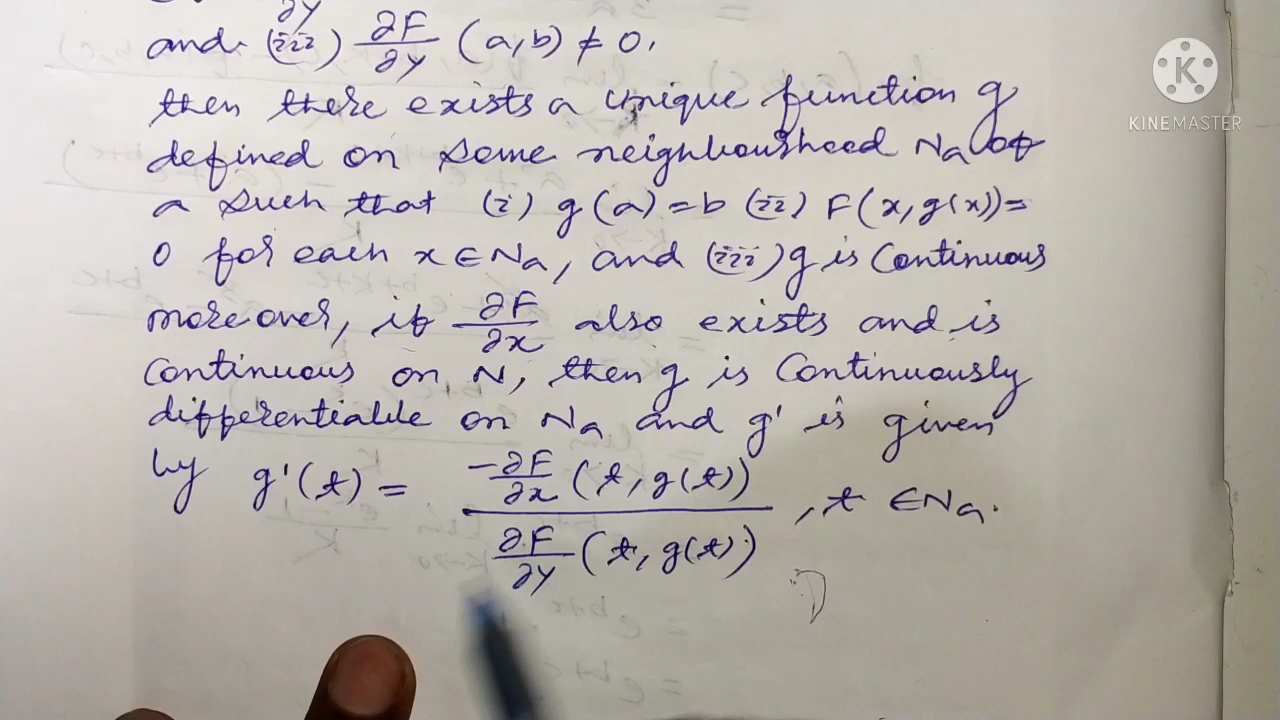 ∂y
and (iii) ∂F/∂y (a,b) ≠ 0,
then there exists a unique function g
defined on some neighbourhood Na of
a such that (i) g(a)=b (ii) F(x,g(x))=
0 for each x ∈ Na, and (iii) g is continuous
moreover, if ∂F/∂x also exists and is
continuous on N, then g is continuously
differentiable on Na and g' is given
by g'(t) = -∂F/∂x (t, g(t)) / ∂F/∂y (t, g(t)) , t ∈ Na.
K
KINEMASTER